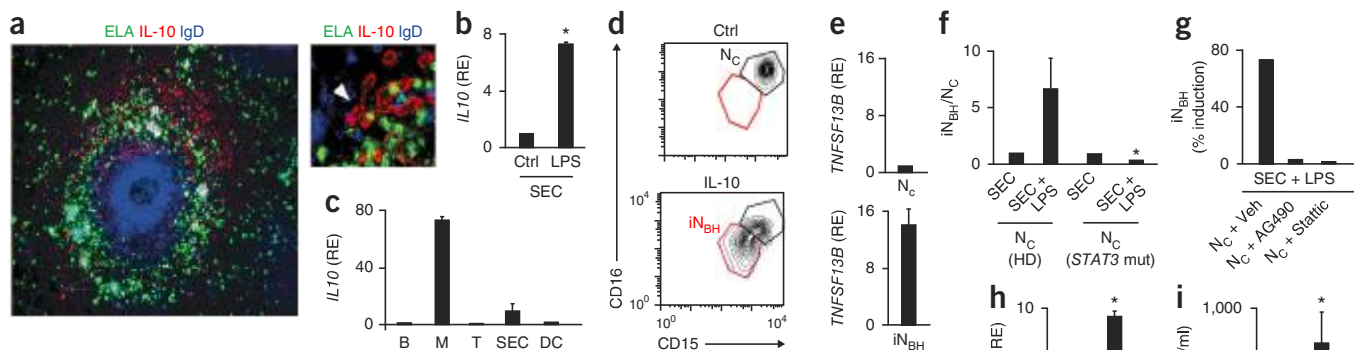 a
ELA IL-10 IgD
ELA IL-10 IgD
b
IL10 (RE)
8
4
0
*
Ctrl LPS
SEC
c
IL10 (RE)
80
40
0
B M T SEC DC
d
Ctrl
N_C
IL-10
iN_BH
10^4
10^0
10^0 10^4
CD16
CD15
e
TNFSF13B (RE)
16
8
0
N_c
TNFSF13B (RE)
16
8
0
iN_BH
f
iN_BH/N_C
10
5
0
*
SEC
SEC + LPS
SEC
SEC + LPS
N_C (HD)
N_C (STAT3 mut)
g
iN_BH
(% induction)
80
40
0
SEC + LPS
N_C + Veh
N_C + AG490
N_C + Stattic
h
RE)
10
*
i
/ml)
1,000
*